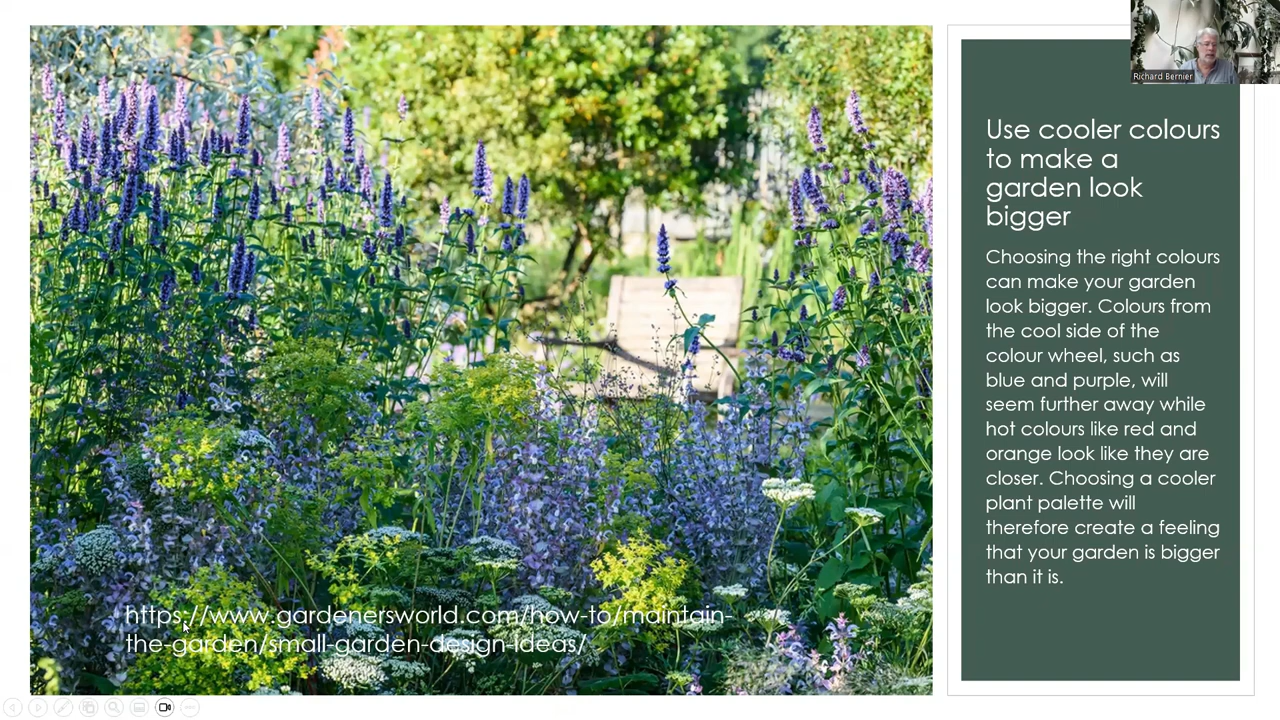 Richard Bernier
Use cooler colours
to make a
garden look
bigger
Choosing the right colours
can make your garden
look bigger. Colours from
the cool side of the
colour wheel, such as
blue and purple, will
seem further away while
hot colours like red and
orange look like they are
closer. Choosing a cooler
plant palette will
therefore create a feeling
that your garden is bigger
than it is.
https://www.gardenersworld.com/how-to/maintain-
the-garden/small-garden-design-ideas/